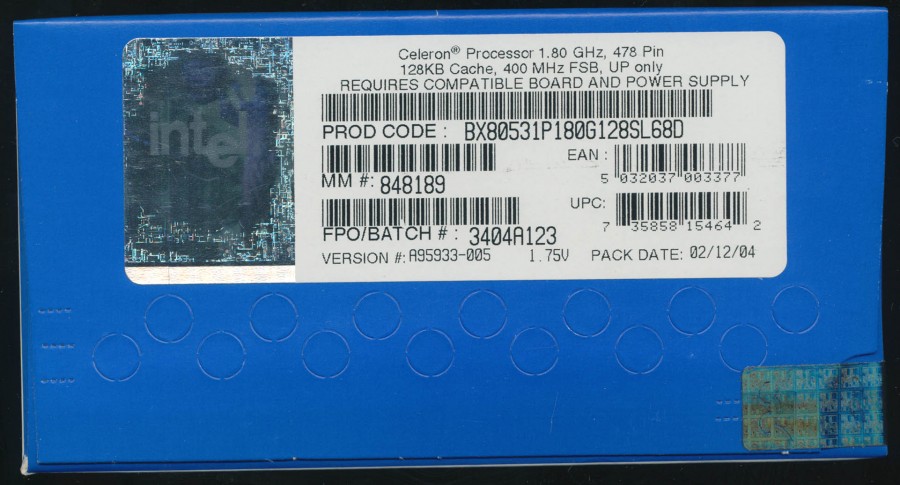 intel
Celeron® Processor 1.80 GHz, 478 Pin
128KB Cache, 400 MHz FSB, UP only
REQUIRES COMPATIBLE BOARD AND POWER SUPPLY
PROD CODE : BX80531P180G128SL68D
EAN :
5 032037 003377
MM #: 848189
UPC:
7 35858 15464 2
FPO/BATCH # : 3404A123
VERSION #: A95933-005 1.75V PACK DATE: 02/12/04